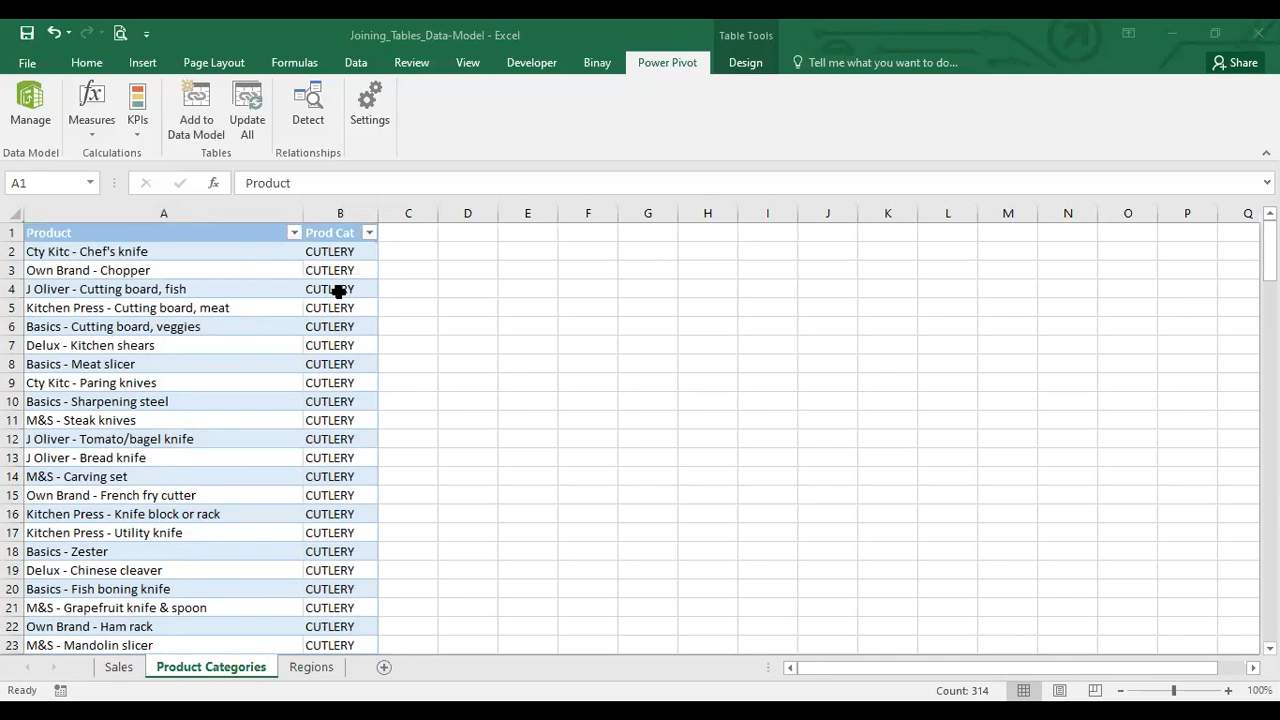 Joining_Tables_Data-Model - Excel
Table Tools
File Home Insert Page Layout Formulas Data Review View Developer Binay Power Pivot Design Tell me what you want to do... Share
Manage Measures KPIs Add to Data Model Update All Detect Settings
Data Model Calculations Tables Relationships
A1 fx Product
A B C D E F G H I J K L M N O P Q
1 Product Prod Cat
2 Cty Kitc - Chef's knife CUTLERY
3 Own Brand - Chopper CUTLERY
4 J Oliver - Cutting board, fish CUTLERY
5 Kitchen Press - Cutting board, meat CUTLERY
6 Basics - Cutting board, veggies CUTLERY
7 Delux - Kitchen shears CUTLERY
8 Basics - Meat slicer CUTLERY
9 Cty Kitc - Paring knives CUTLERY
10 Basics - Sharpening steel CUTLERY
11 M&S - Steak knives CUTLERY
12 J Oliver - Tomato/bagel knife CUTLERY
13 J Oliver - Bread knife CUTLERY
14 M&S - Carving set CUTLERY
15 Own Brand - French fry cutter CUTLERY
16 Kitchen Press - Knife block or rack CUTLERY
17 Kitchen Press - Utility knife CUTLERY
18 Basics - Zester CUTLERY
19 Delux - Chinese cleaver CUTLERY
20 Basics - Fish boning knife CUTLERY
21 M&S - Grapefruit knife & spoon CUTLERY
22 Own Brand - Ham rack CUTLERY
23 M&S - Mandolin slicer CUTLERY
Sales Product Categories Regions
Ready Count: 314 100%